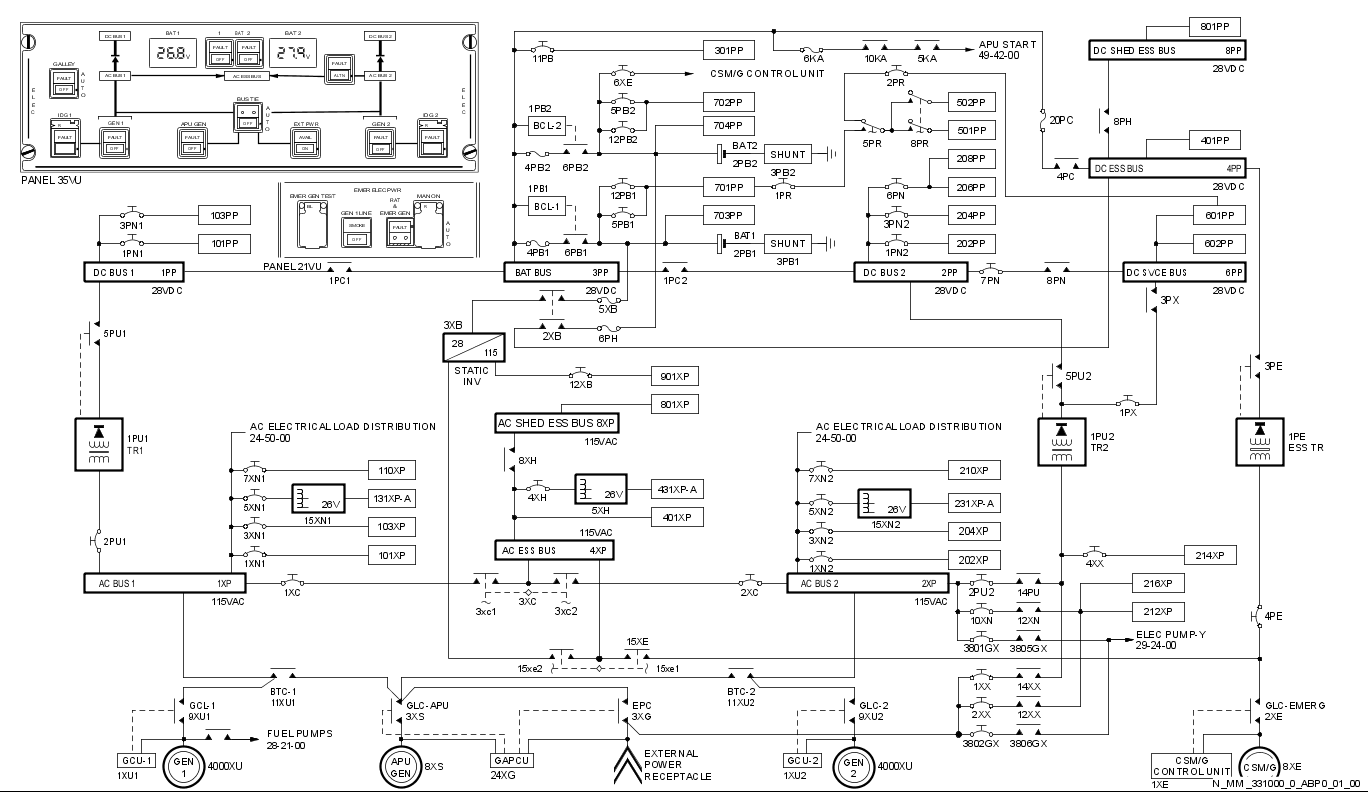 DC BUS 1
BAT 1
1 BAT 2
BAT 2
DC BUS 2
26.8 V
FAULT
OFF
FAULT
OFF
27.9 V
GALLEY
FAULT
OFF
AUTO
AC BUS 1
AC ESS BUS
FAULT
ALTN
AC BUS 2
ELEC
ELEC
BUS TIE
OFF
AUTO
IDG 1
FAULT
GEN 1
FAULT
OFF
APU GEN
FAULT
OFF
EXT PWR
AVAIL
ON
GEN 2
FAULT
OFF
IDG 2
FAULT
PANEL 35VU
EMER ELEC PWR
EMER GEN TEST
GEN 1 LINE
SMOKE
OFF
BAT
&
EMER GEN
FAULT
MAN ON
AUTO
PANEL 21VU
11PB
301PP
6KA
10KA
5KA
APU START
49-42-00
801PP
DC SHED ESS BUS 8PP
28VDC
6XE
CSM/G CONTROL UNIT
2PR
1PB2
BCL-2
5PB2
702PP
12PB2
704PP
502PP
501PP
5PR
8PR
20PC
8PH
401PP
4PB2
6PB2
BAT2
2PB2
SHUNT
3PB2
208PP
4PC
DC ESS BUS 4PP
28VDC
1PB1
BCL-1
12PB1
701PP
1PR
6PN
206PP
5PB1
703PP
3PN2
204PP
601PP
103PP
3PN1
101PP
1PN1
4PB1
6PB1
BAT1
2PB1
SHUNT
3PB1
1PN2
202PP
602PP
DC BUS 1 1PP
28VDC
1PC1
BAT BUS 3PP
28VDC
1PC2
DC BUS 2 2PP
28VDC
7PN
8PN
DC SVCE BUS 6PP
28VDC
5XB
3PX
3XB
28
115
STATIC
INV
2XB
6PH
5PU1
12XB
901XP
801XP
5PU2
1PX
3PE
AC SHED ESS BUS 8XP
115VAC
1PU1
TR1
AC ELECTRICAL LOAD DISTRIBUTION
24-50-00
AC ELECTRICAL LOAD DISTRIBUTION
24-50-00
1PU2
TR2
1PE
ESS TR
7XN1
110XP
8XH
7XN2
210XP
5XN1
26V
15XN1
131XP-A
4XH
26V
5XH
431XP-A
5XN2
26V
15XN2
231XP-A
3XN1
103XP
401XP
3XN2
204XP
2PU1
1XN1
101XP
115VAC
AC ESS BUS 4XP
1XN2
202XP
4XX
214XP
AC BUS 1 1XP
115VAC
1XC
3xc1
3XC
3xc2
2XC
AC BUS 2 2XP
115VAC
2PU2
14PU
216XP
10XN
12XN
212XP
4PE
15XE
15xe2
15xe1
3801GX
3805GX
ELEC PUMP-Y
29-24-00
BTC-1
11XU1
BTC-2
11XU2
1XX
14XX
GCL-1
9XU1
GLC-APU
3XS
EPC
3XG
GLC-2
9XU2
2XX
12XX
GLC-EMERG
2XE
FUEL PUMPS
28-21-00
3802GX
3806GX
GCU-1
1XU1
GEN
1
4000XU
APU
GEN
8XS
GAPCU
24XG
EXTERNAL
POWER
RECEPTACLE
GCU-2
1XU2
GEN
2
4000XU
CSM/G
CONTROL UNIT
1XE
CSM/G
8XE
N_MM_331000_0_ABP0_01_00